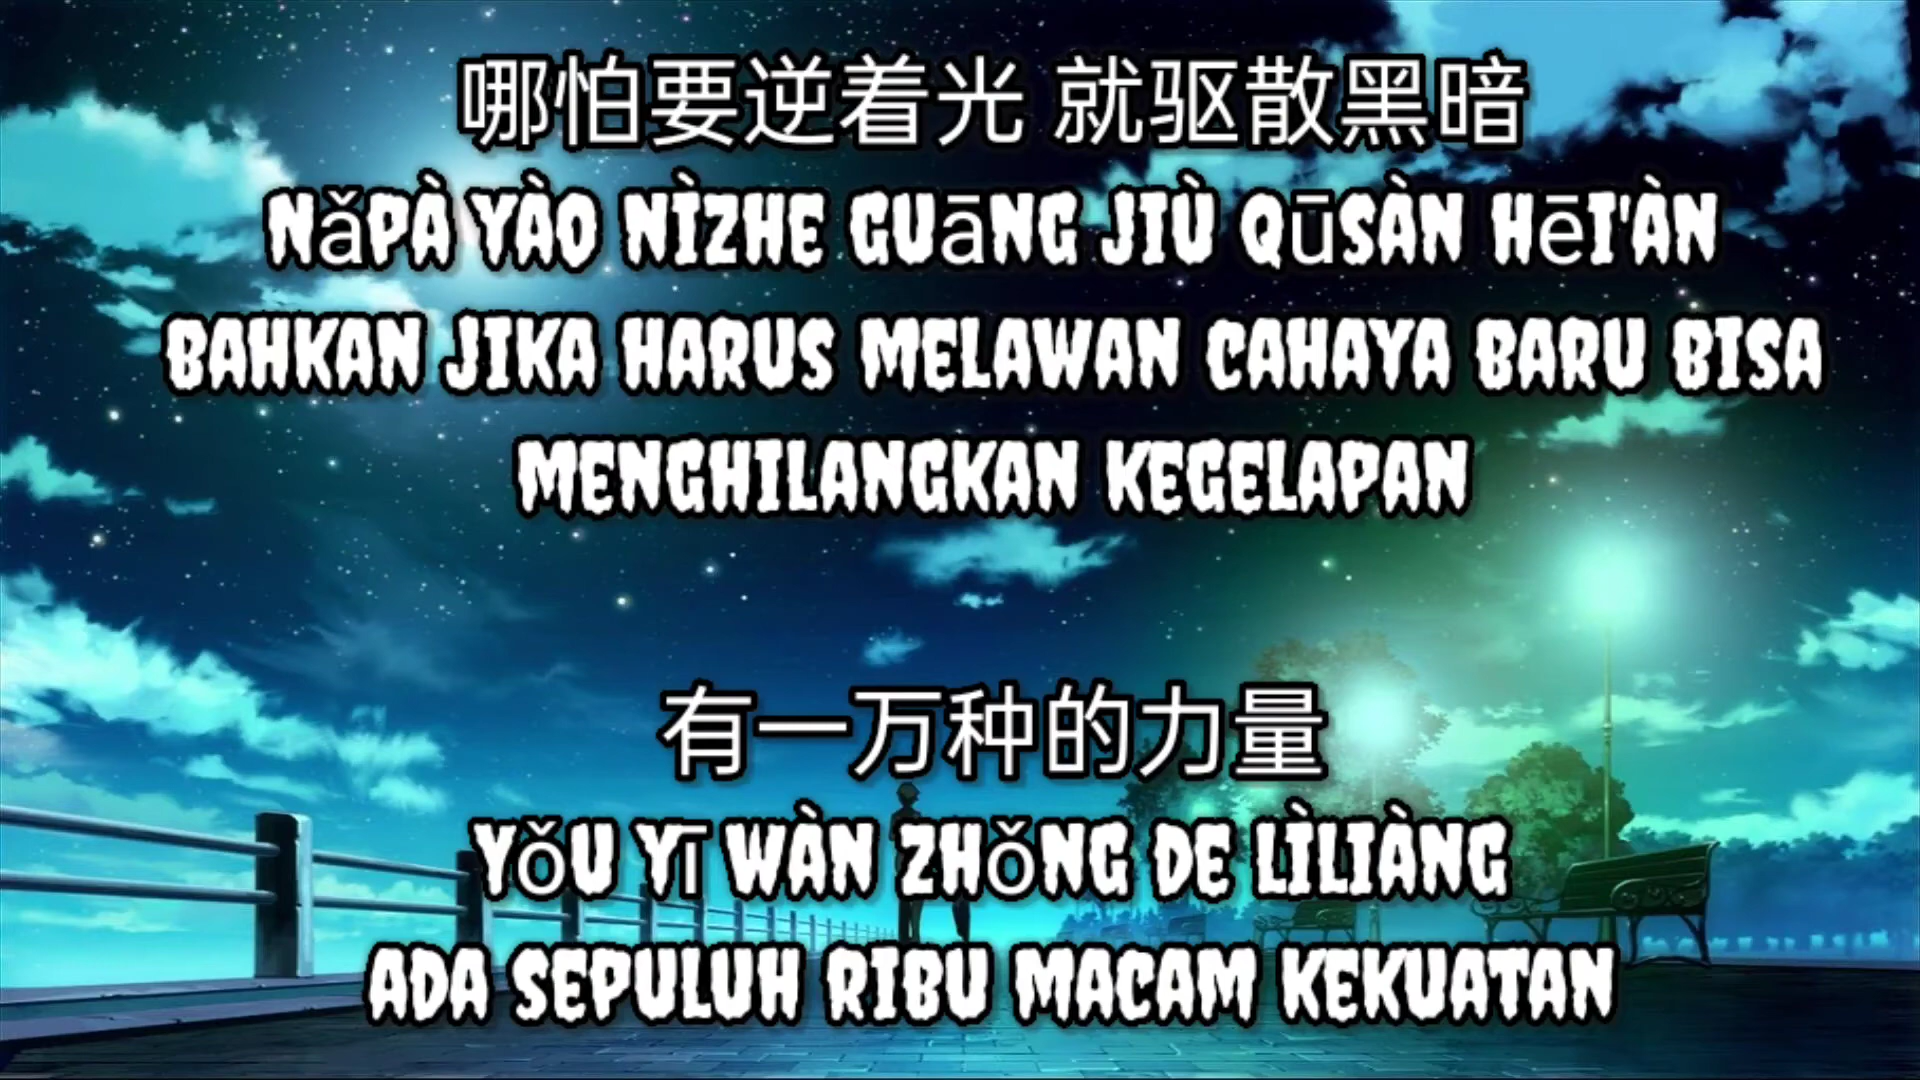 哪怕要逆着光 就驱散黑暗
Nǎpà yào nìzhe guāng jiù qūsàn hēi'àn
BAHKAN JIKA HARUS MELAWAN CAHAYA BARU BISA
MENGHILANGKAN KEGELAPAN
有一万种的力量
Yǒu yī wàn zhǒng de lìliàng
ADA SEPULUH RIBU MACAM KEKUATAN